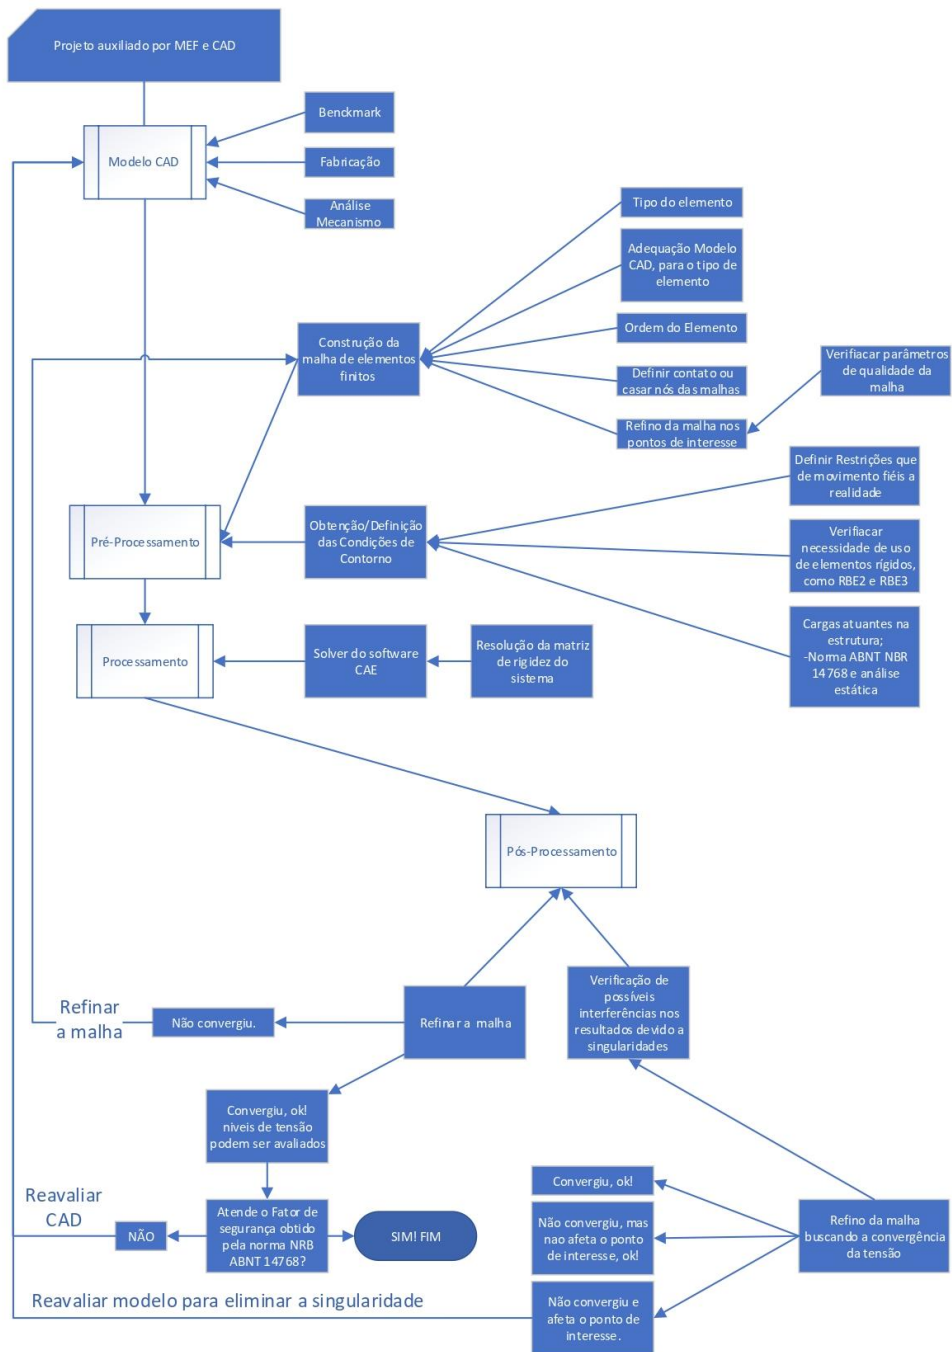 Projeto auxiliado por MEF e CAD
Benckmark
Modelo CAD
Fabricação
Análise
Mecanismo
Tipo do elemento
Adequação Modelo
CAD, para o tipo de
elemento
Ordem do Elemento
Construção da
malha de elementos
finitos
Definir contato ou
casar nós das malhas
Refino da malha nos
pontos de interesse
Verifiacar parâmetros
de qualidade da
malha
Definir Restrições que
de movimento fiéis a
realidade
Pré-Processamento
Obtenção/Definição
das Condições de
Contorno
Verifiacar
necessidade de uso
de elementos rígidos,
como RBE2 e RBE3
Cargas atuantes na
estrutura;
-Norma ABNT NBR
14768 e análise
estática
Processamento
Solver do software
CAE
Resolução da matriz
de rigidez do
sistema
Pós-Processamento
Refinar
a malha
Não convergiu.
Refinar a malha
Verificação de
possíveis
interferências nos
resultados devido a
singularidades
Convergiu, ok!
niveis de tensão
podem ser avaliados
Reavaliar
CAD
NÃO
Atende o Fator de
segurança obtido
pela norma NRB
ABNT 14768?
SIM! FIM
Convergiu, ok!
Não convergiu, mas
nao afeta o ponto
de interesse, ok!
Refino da malha
buscando a convergência
da tensão
Reavaliar modelo para eliminar a singularidade
Não convergiu e
afeta o ponto de
interesse.